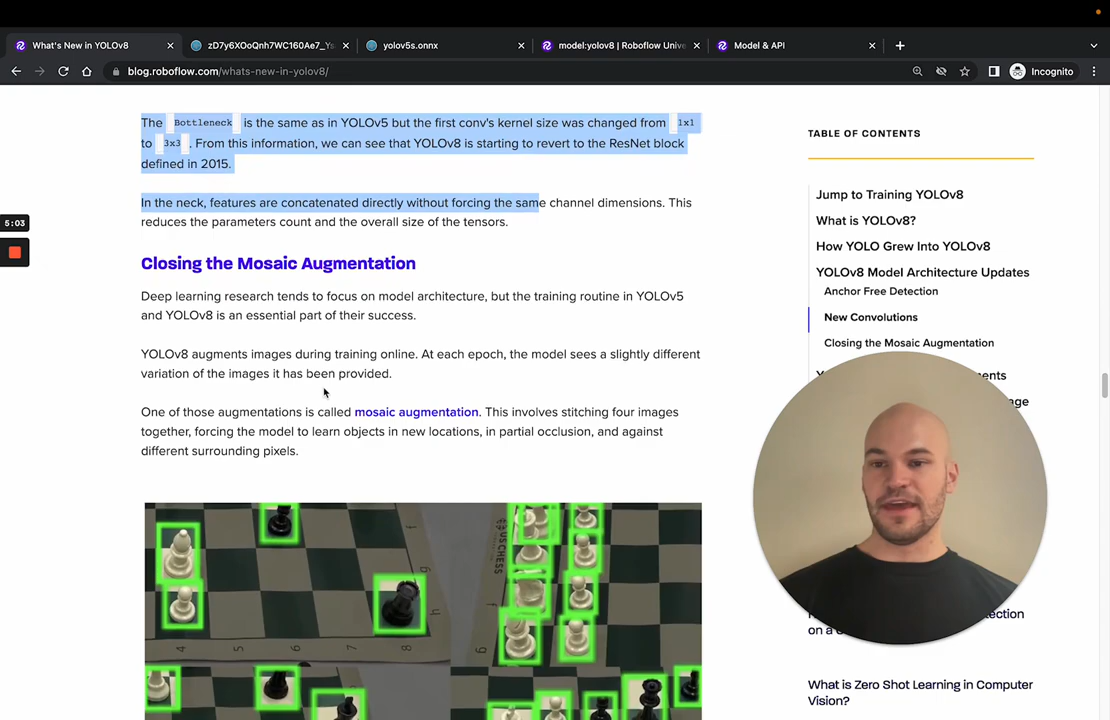 What's New in YOLOv8
zD7y6XOoQnh7WC160Ae7_Ys
yolov5s.onnx
model:yolov8 | Roboflow Unive
Model & API
blog.roboflow.com/whats-new-in-yolov8/
Incognito
5:03
The Bottleneck is the same as in YOLOv5 but the first conv's kernel size was changed from 1x1
to 3x3. From this information, we can see that YOLOv8 is starting to revert to the ResNet block
defined in 2015.
In the neck, features are concatenated directly without forcing the same channel dimensions. This
reduces the parameters count and the overall size of the tensors.
Closing the Mosaic Augmentation
Deep learning research tends to focus on model architecture, but the training routine in YOLOv5
and YOLOv8 is an essential part of their success.
YOLOv8 augments images during training online. At each epoch, the model sees a slightly different
variation of the images it has been provided.
One of those augmentations is called mosaic augmentation. This involves stitching four images
together, forcing the model to learn objects in new locations, in partial occlusion, and against
different surrounding pixels.
4 5 6 7 8
h
g
f
TABLE OF CONTENTS
Jump to Training YOLOv8
What is YOLOv8?
How YOLO Grew Into YOLOv8
YOLOv8 Model Architecture Updates
Anchor Free Detection
New Convolutions
Closing the Mosaic Augmentation
What is Zero Shot Learning in Computer
Vision?